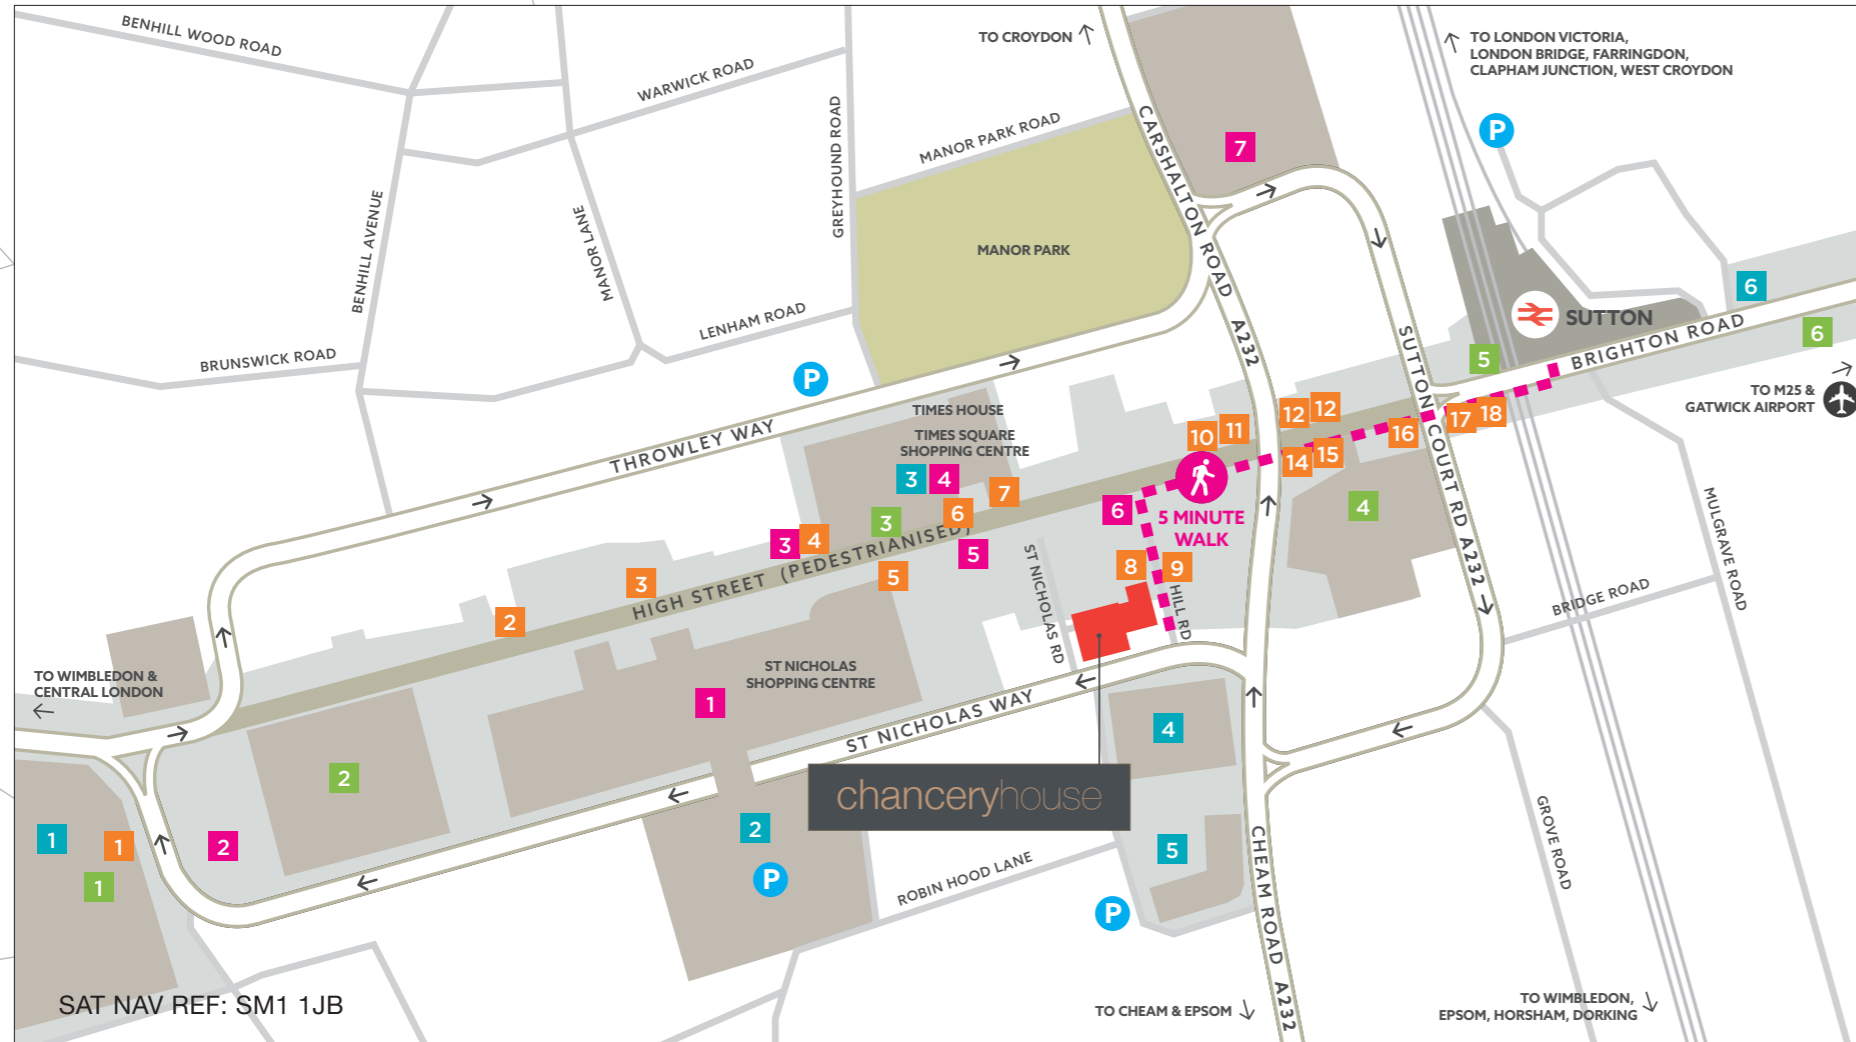 BENHILL WOOD ROAD
WARWICK ROAD
TO CROYDON
TO LONDON VICTORIA,
LONDON BRIDGE, FARRINGDON,
CLAPHAM JUNCTION, WEST CROYDON
P
GREYHOUND ROAD
MANOR PARK ROAD
CARSHALTON ROAD A232
7
BENHILL AVENUE
MANOR LANE
MANOR PARK
6
SUTTON
BRIGHTON ROAD
6
5
LENHAM ROAD
BRUNSWICK ROAD
P
TO M25 &
GATWICK AIRPORT
SUTTON COURT RD A232
THROWLEY WAY
TIMES HOUSE
TIMES SQUARE
SHOPPING CENTRE
3
4
7
6
3
10
11
12
12
14
15
16
17
18
4
5 MINUTE
WALK
6
3
4
HIGH STREET (PEDESTRIANISED)
5
5
3
2
ST NICHOLAS RD
8
9
HILL RD
MULGRAVE ROAD
BRIDGE ROAD
TO WIMBLEDON &
CENTRAL LONDON
ST NICHOLAS
SHOPPING CENTRE
1
ST NICHOLAS WAY
4
2
chanceryhouse
2
P
5
1
1
1
2
ROBIN HOOD LANE
P
CHEAM ROAD A232
GROVE ROAD
SAT NAV REF: SM1 1JB
TO CHEAM & EPSOM
TO WIMBLEDON,
EPSOM, HORSHAM, DORKING